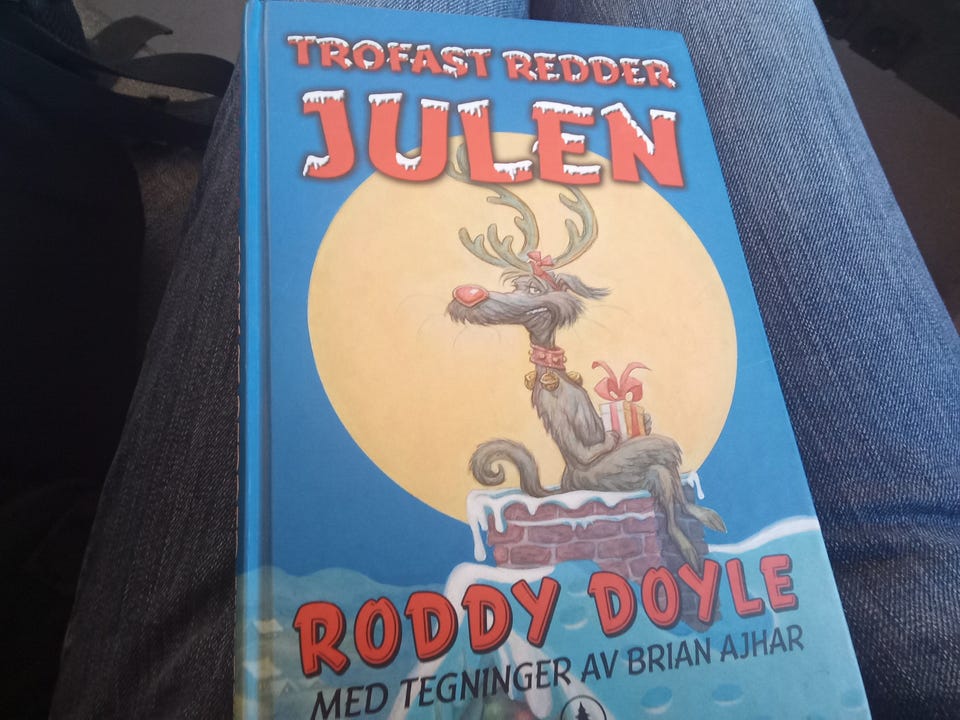 TROFAST REDDER
JULEN
RODDY DOYLE
MED TEGNINGER AV BRIAN AJHAR